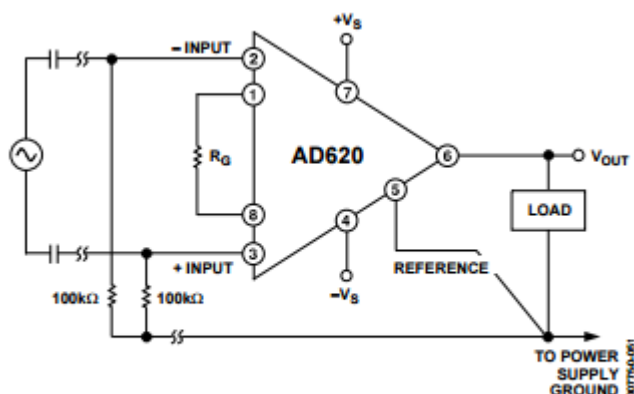 +VS
– INPUT
2
1
7
RG
AD620
6
VOUT
5
8
4
LOAD
3
+ INPUT
REFERENCE
100kΩ
100kΩ
–VS
TO POWER
SUPPLY
GROUND